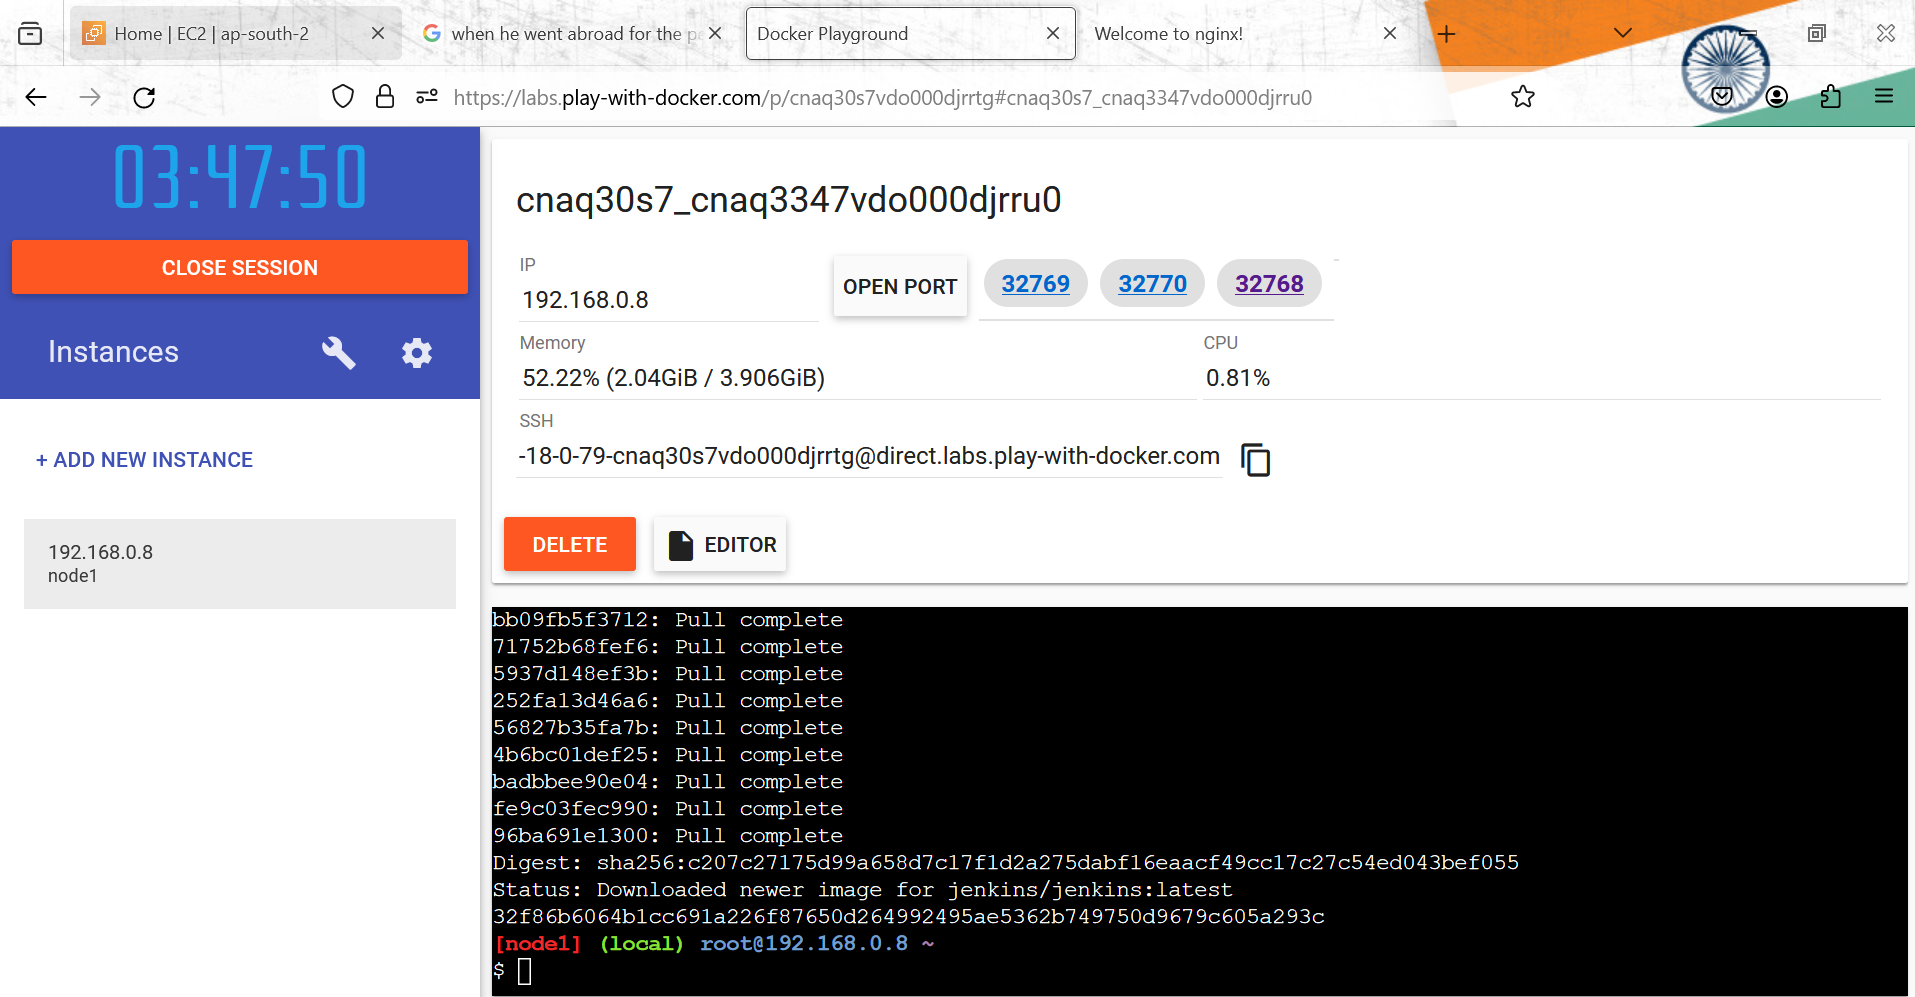 Home | EC2 | ap-south-2
when he went abroad for the pe
Docker Playground
Welcome to nginx!
https://labs.play-with-docker.com/p/cnaq30s7vdo000djrrtg#cnaq30s7_cnaq3347vdo000djrru0
03:47:50
CLOSE SESSION
Instances
+ ADD NEW INSTANCE
192.168.0.8
node1
cnaq30s7_cnaq3347vdo000djrru0
IP
192.168.0.8
OPEN PORT
32769
32770
32768
Memory
52.22% (2.04GiB / 3.906GiB)
CPU
0.81%
SSH
-18-0-79-cnaq30s7vdo000djrrtg@direct.labs.play-with-docker.com
DELETE
EDITOR
bb09fb5f3712: Pull complete
71752b68fef6: Pull complete
5937d148ef3b: Pull complete
252fa13d46a6: Pull complete
56827b35fa7b: Pull complete
4b6bc01def25: Pull complete
badbbee90e04: Pull complete
fe9c03fec990: Pull complete
96ba691e1300: Pull complete
Digest: sha256:c207c27175d99a658d7c17f1d2a275dabf16eaacf49cc17c27c54ed043bef055
Status: Downloaded newer image for jenkins/jenkins:latest
32f86b6064b1cc691a226f87650d264992495ae5362b749750d9679c605a293c
[node1] (local) root@192.168.0.8 ~
$